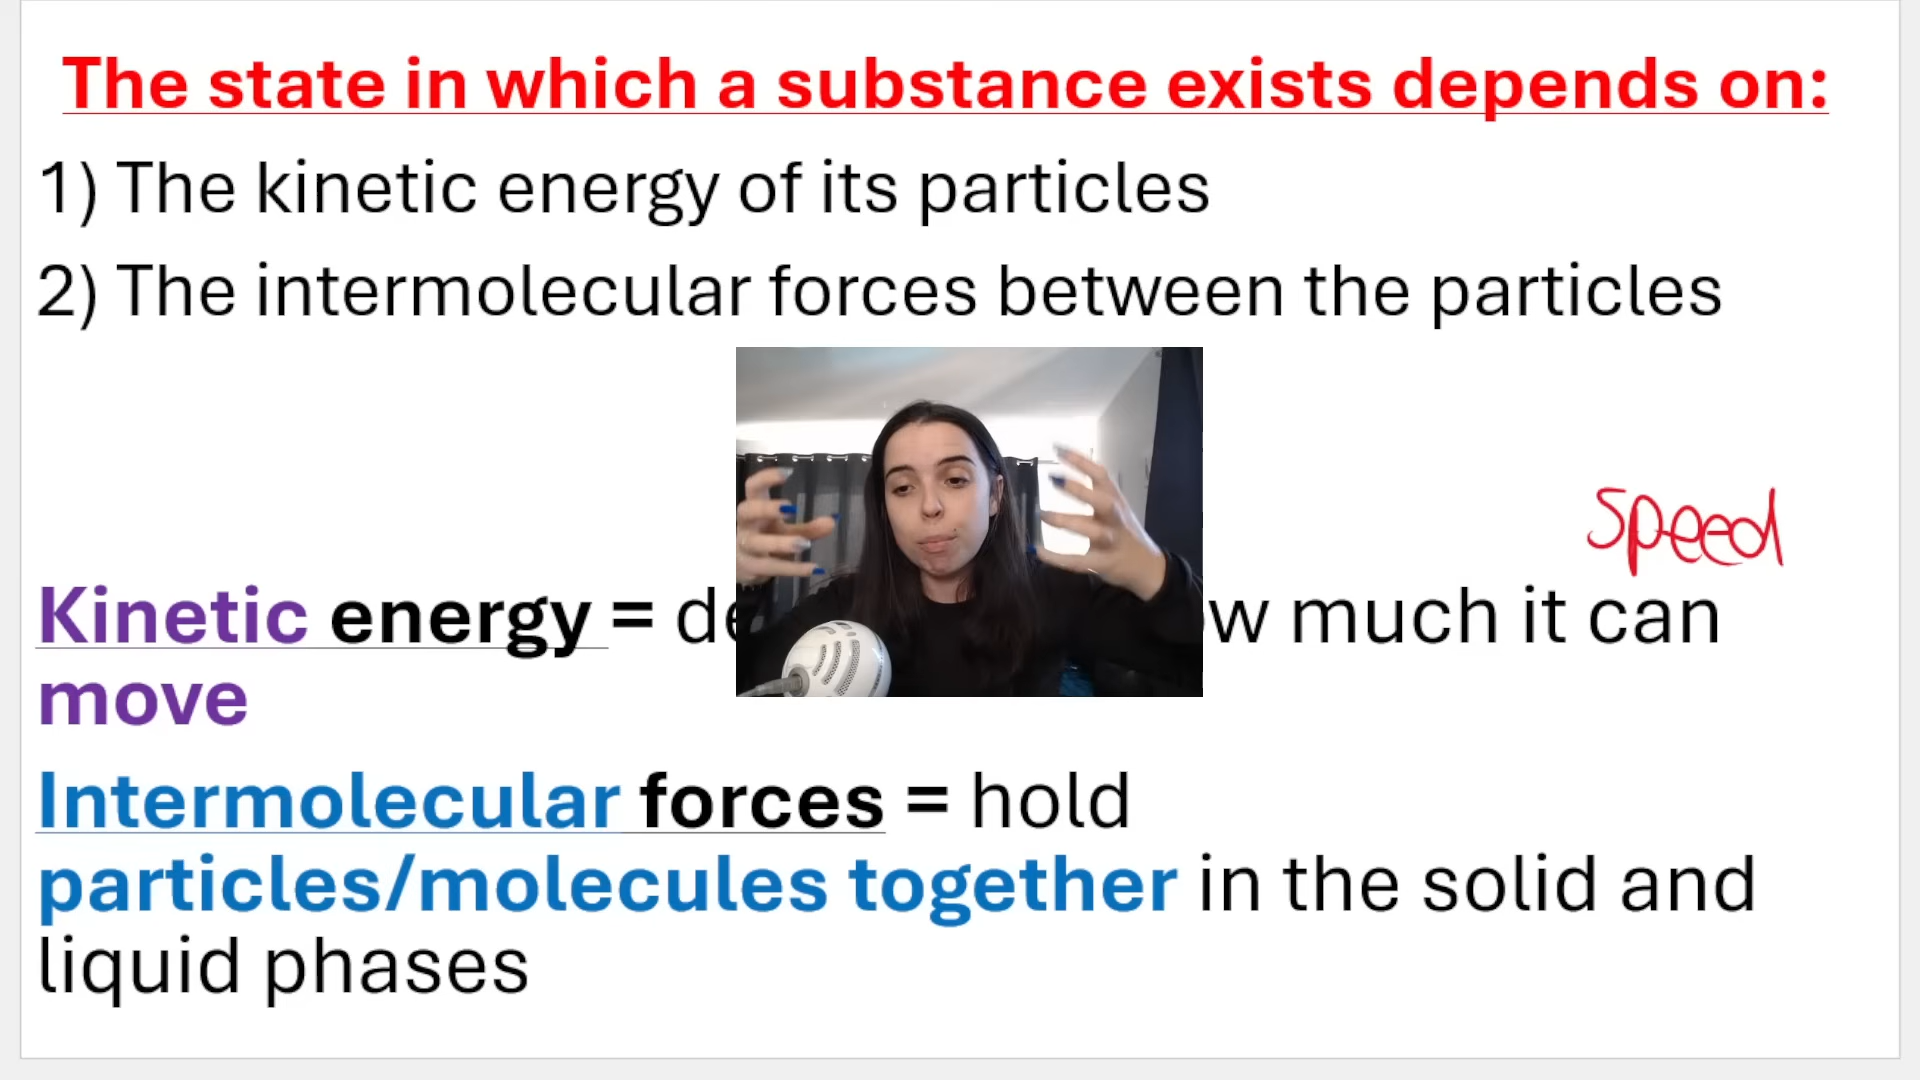 The state in which a substance exists depends on:
1) The kinetic energy of its particles
2) The intermolecular forces between the particles
speed
Kinetic energy = much it can
move
Intermolecular forces = hold
particles/molecules together in the solid and
liquid phases